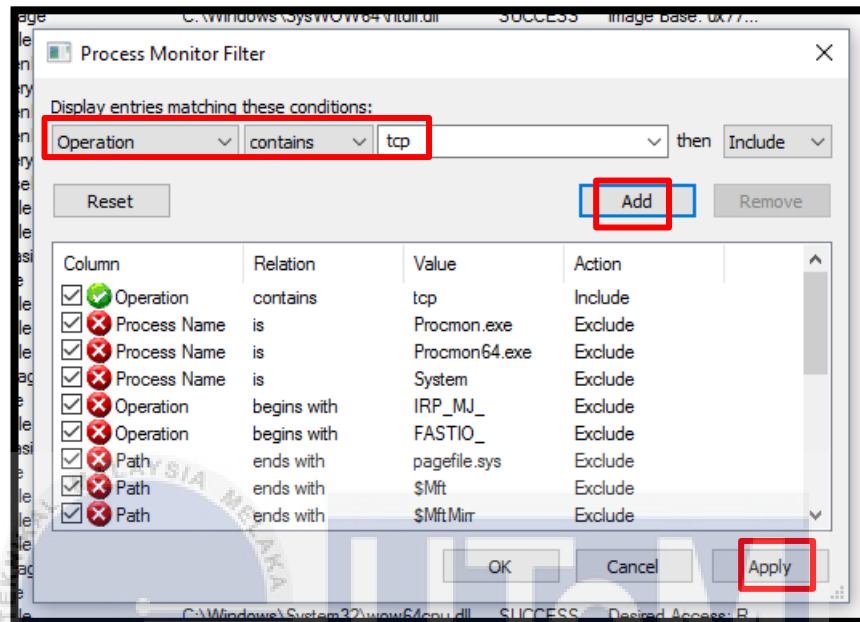 C:\Windows\SysWOW64\ntdll.dll SUCCESS Image Base: 0x77...
Process Monitor Filter
Display entries matching these conditions:
Operation contains tcp then Include
Reset Add Remove
Column Relation Value Action
Operation contains tcp Include
Process Name is Procmon.exe Exclude
Process Name is Procmon64.exe Exclude
Process Name is System Exclude
Operation begins with IRP_MJ_ Exclude
Operation begins with FASTIO_ Exclude
Path ends with pagefile.sys Exclude
Path ends with $Mft Exclude
Path ends with $MftMirr Exclude
OK Cancel Apply
C:\Windows\System32\wow64cpu.dll SUCCESS Desired Access: R
MALAYSIA MELAKA
UTeM